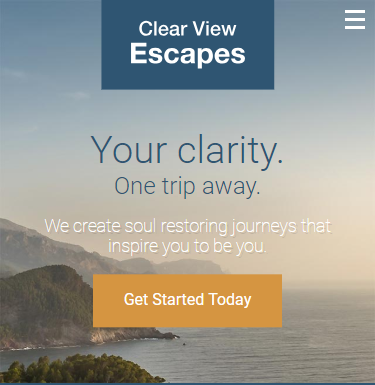 Clear View
Escapes
Your clarity.
One trip away.
We create soul restoring journeys that
inspire you to be you.
Get Started Today